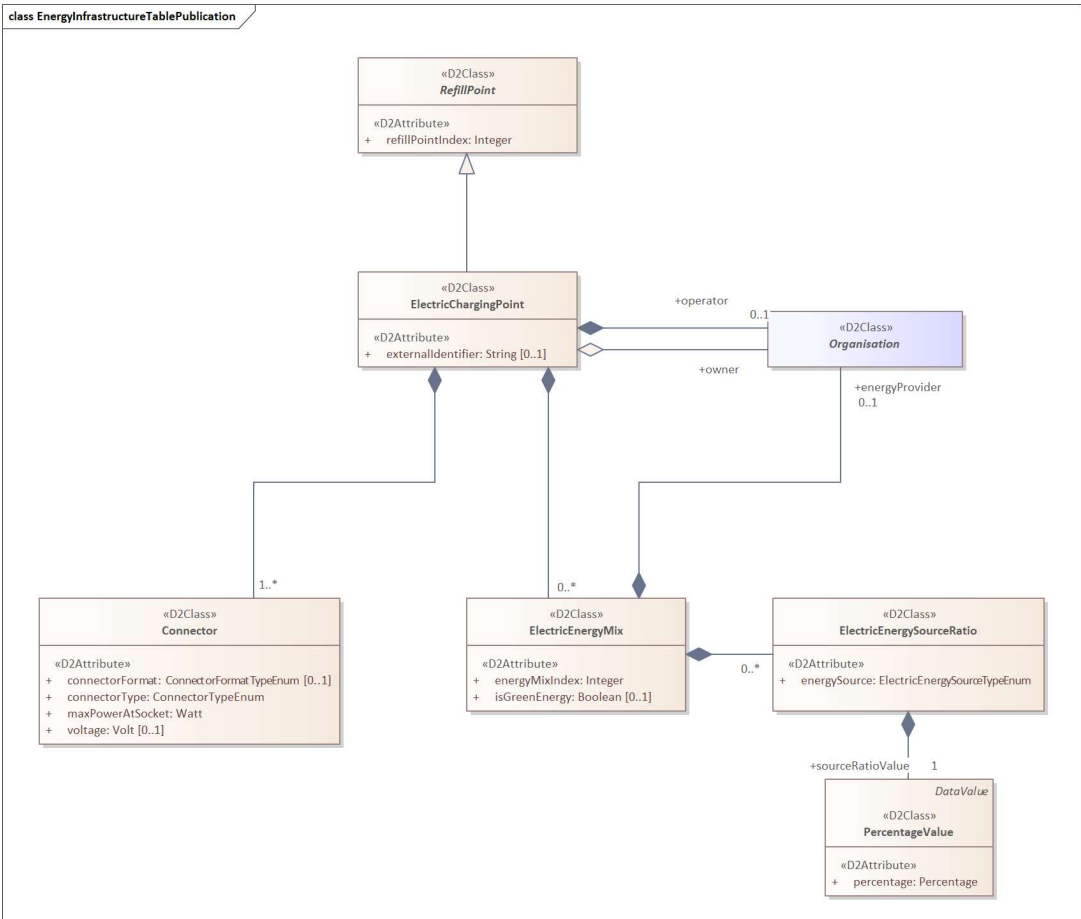 class EnergyInfrastructureTablePublication
«D2Class»
RefillPoint
«D2Attribute»
+ refillPointIndex: Integer
«D2Class»
ElectricChargingPoint
«D2Attribute»
+ externalIdentifier: String [0..1]
+operator
0..1
+owner
«D2Class»
Organisation
+energyProvider
0..1
1..*
0..*
«D2Class»
Connector
«D2Attribute»
+ connectorFormat: ConnectorFormatTypeEnum [0..1]
+ connectorType: ConnectorTypeEnum
+ maxPowerAtSocket: Watt
+ voltage: Volt [0..1]
«D2Class»
ElectricEnergyMix
«D2Attribute»
+ energyMixIndex: Integer
+ isGreenEnergy: Boolean [0..1]
0..*
«D2Class»
ElectricEnergySourceRatio
«D2Attribute»
+ energySource: ElectricEnergySourceTypeEnum
+sourceRatioValue 1
DataValue
«D2Class»
PercentageValue
«D2Attribute»
+ percentage: Percentage